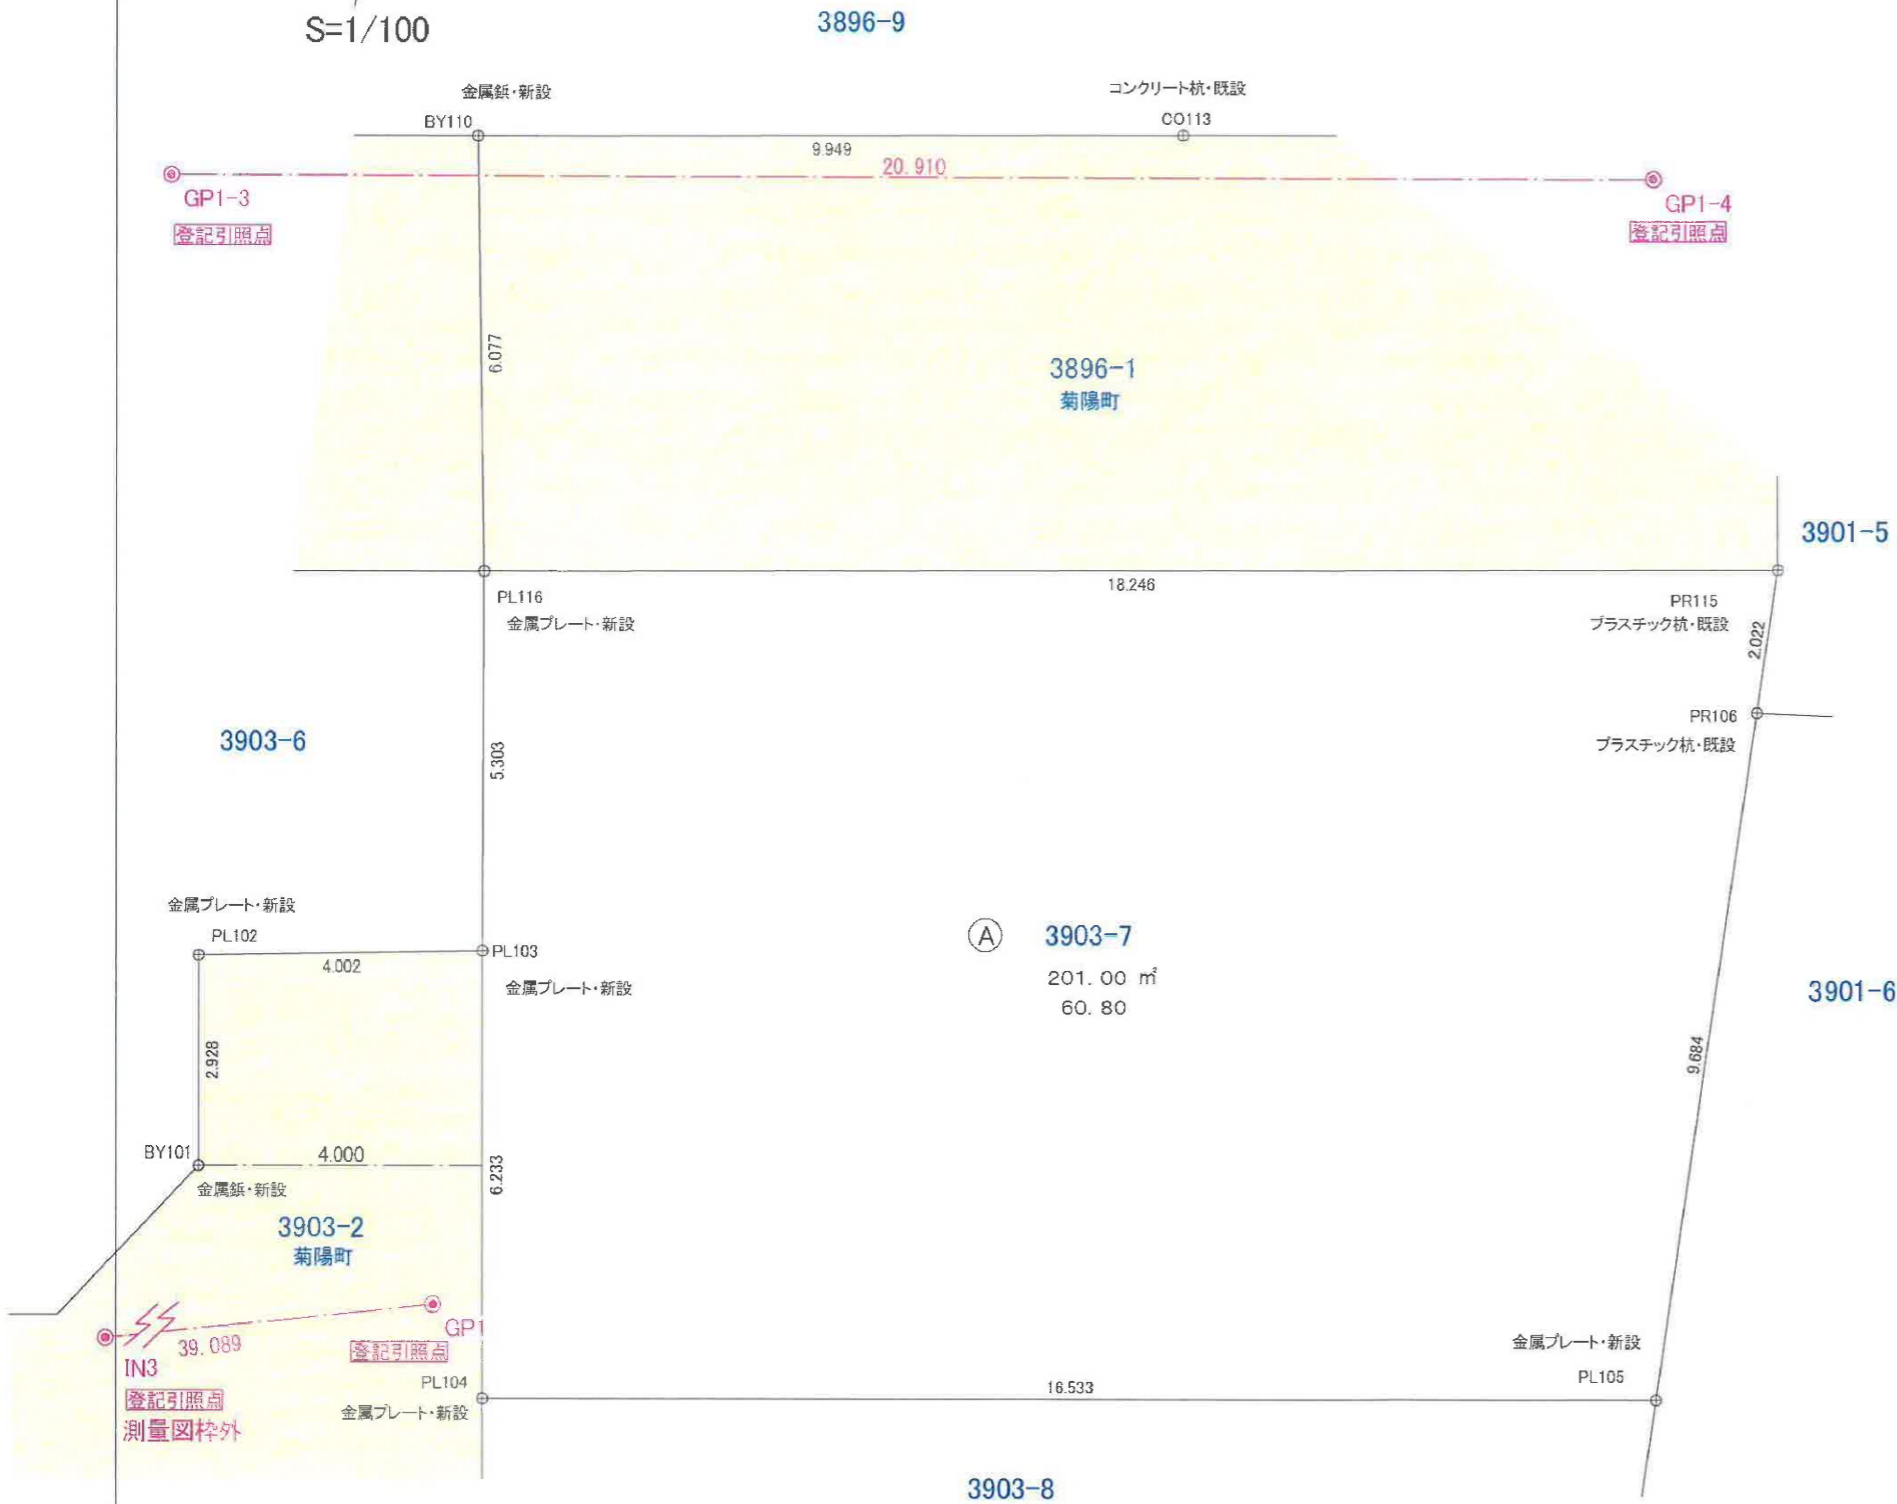 S=1/100
3896-9
金属鋲・新設
コンクリート杭・既設
BY110
CO113
9.949
20.910
GP1-3
登記引照点
GP1-4
登記引照点
6.077
3896-1
菊陽町
3901-5
18.246
PL116
金属プレート・新設
PR115
プラスチック杭・既設
2.022
PR106
プラスチック杭・既設
3903-6
5.303
金属プレート・新設
PL102
PL103
4.002
金属プレート・新設
A 3903-7
201.00 ㎡
60.80
3901-6
2.928
9.684
BY101
4.000
6.233
金属鋲・新設
3903-2
菊陽町
GP1
39.089
登記引照点
IN3
登記引照点
測量図枠外
PL104
金属プレート・新設
16.533
金属プレート・新設
PL105
3903-8